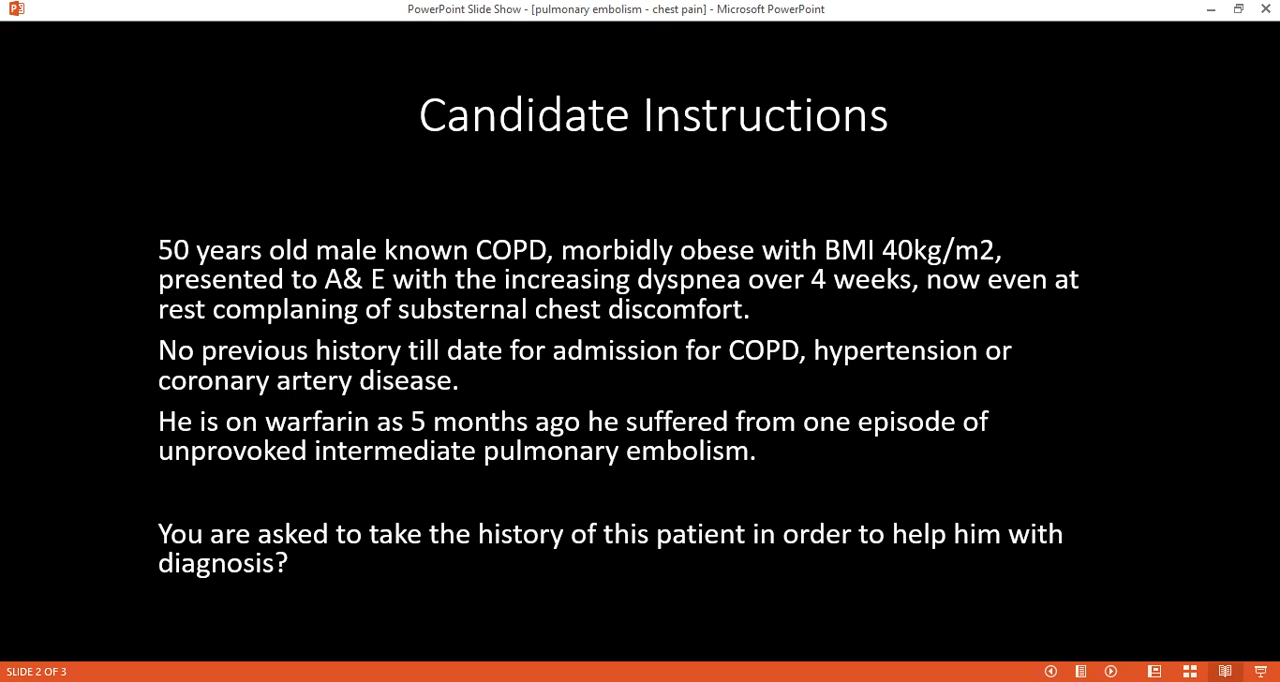 PowerPoint Slide Show - [pulmonary embolism - chest pain] - Microsoft PowerPoint
Candidate Instructions
50 years old male known COPD, morbidly obese with BMI 40kg/m2,
presented to A& E with the increasing dyspnea over 4 weeks, now even at
rest complaning of substernal chest discomfort.
No previous history till date for admission for COPD, hypertension or
coronary artery disease.
He is on warfarin as 5 months ago he suffered from one episode of
unprovoked intermediate pulmonary embolism.
You are asked to take the history of this patient in order to help him with
diagnosis?
SLIDE 2 OF 3